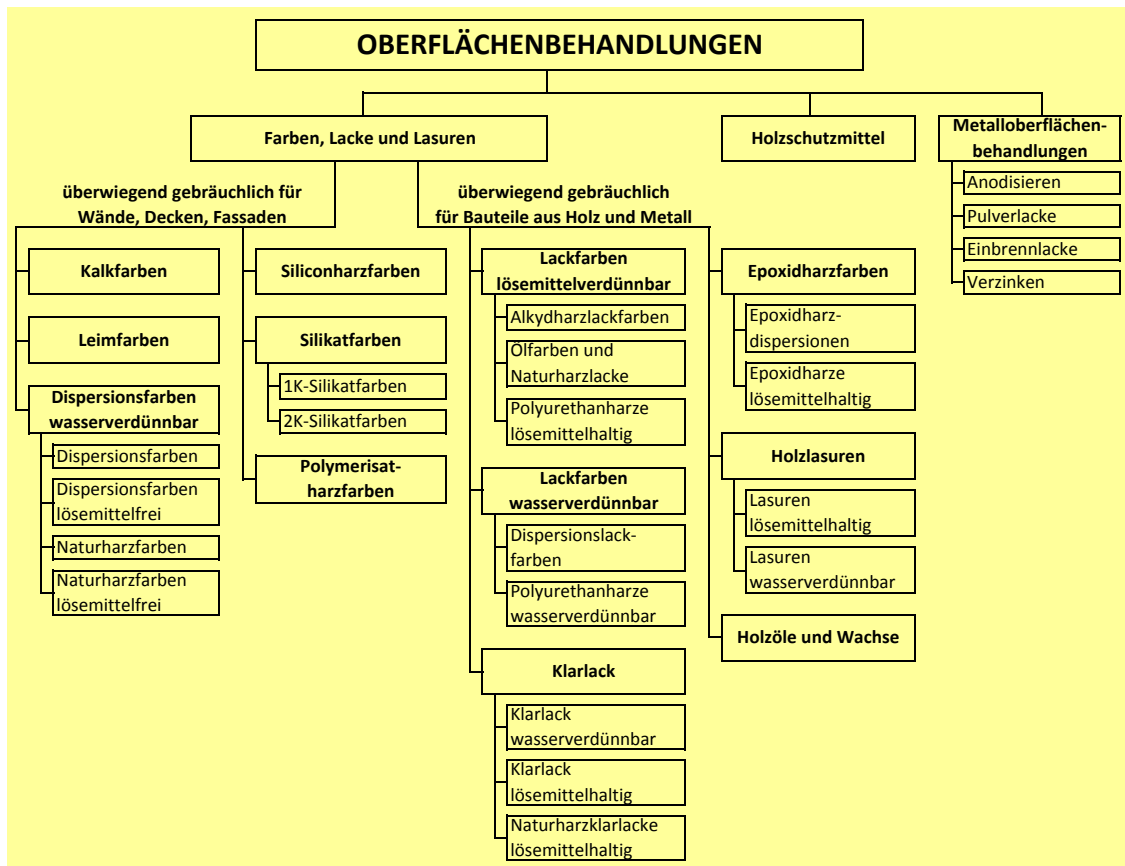 OBERFLÄCHENBEHANDLUNGEN
Farben, Lacke und Lasuren
Holzschutzmittel
Metalloberflächen-
behandlungen
Anodisieren
Pulverlacke
Einbrennlacke
Verzinken
überwiegend gebräuchlich für
Wände, Decken, Fassaden
Kalkfarben
Leimfarben
Dispersionsfarben
wasserverdünnbar
Dispersionsfarben
Dispersionsfarben
lösemittelfrei
Naturharzfarben
Naturharzfarben
lösemittelfrei
Siliconharzfarben
Silikatfarben
1K-Silikatfarben
2K-Silikatfarben
Polymerisat-
harzfarben
überwiegend gebräuchlich
für Bauteile aus Holz und Metall
Lackfarben
lösemittelverdünnbar
Alkydharzlackfarben
Ölfarben und
Naturharzlacke
Polyurethanharze
lösemittelhaltig
Lackfarben
wasserverdünnbar
Dispersionslack-
farben
Polyurethanharze
wasserverdünnbar
Klarlack
Klarlack
wasserverdünnbar
Klarlack
lösemittelhaltig
Naturharzklarlacke
lösemittelhaltig
Epoxidharzfarben
Epoxidharz-
dispersionen
Epoxidharze
lösemittelhaltig
Holzlasuren
Lasuren
lösemittelhaltig
Lasuren
wasserverdünnbar
Holzöle und Wachse